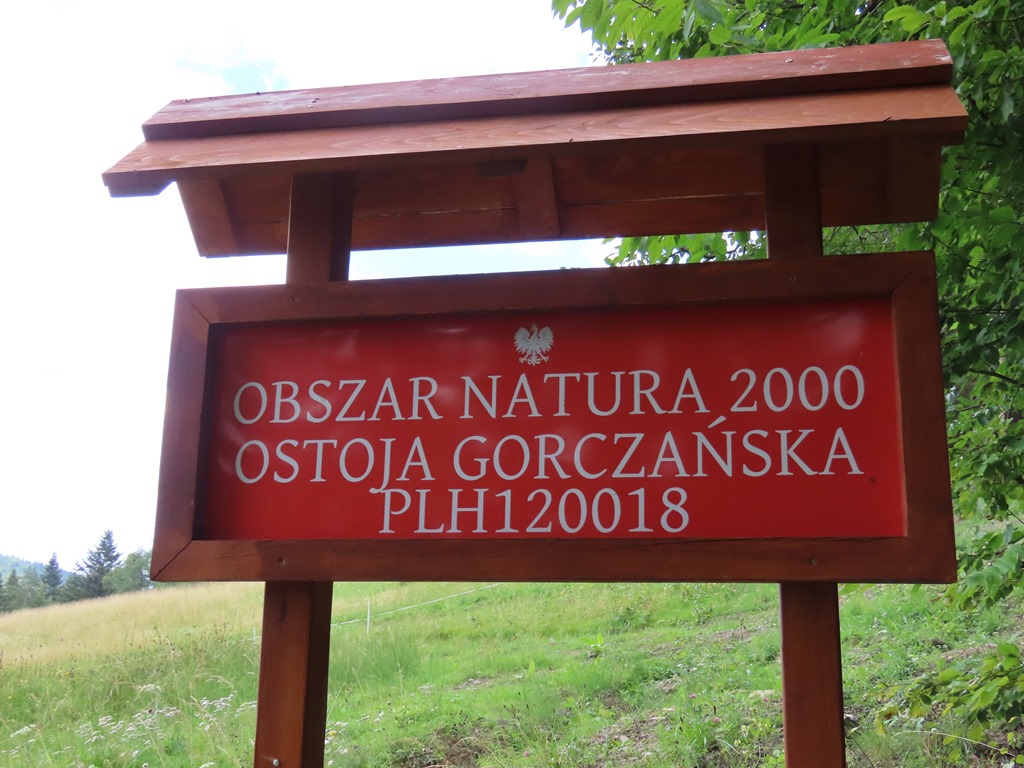 OBSZAR NATURA 2000
OSTOJA GORCZAŃSKA
PLH120018